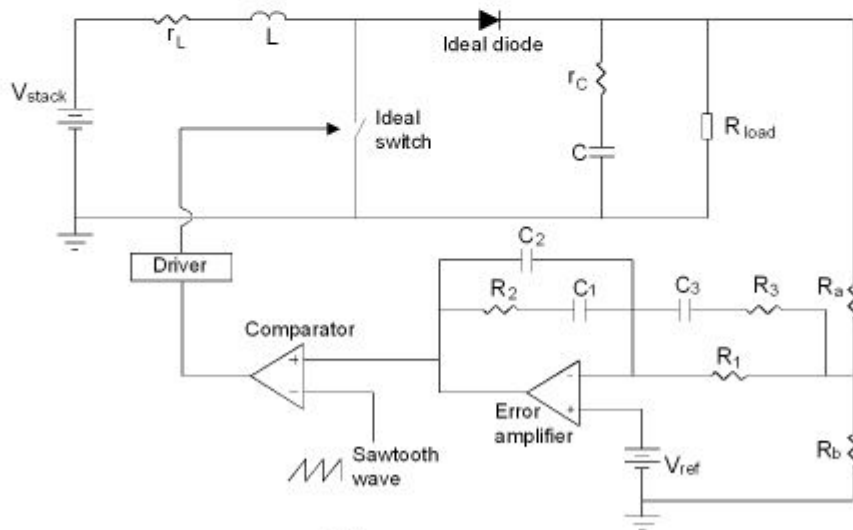 r_L
L
Ideal diode
V_stack
r_C
Ideal
switch
C
R_load
Driver
C_2
R_2
C_1
C_3
R_3
R_a
Comparator
R_1
+
−
-
+
Error
amplifier
Sawtooth
wave
V_ref
R_b